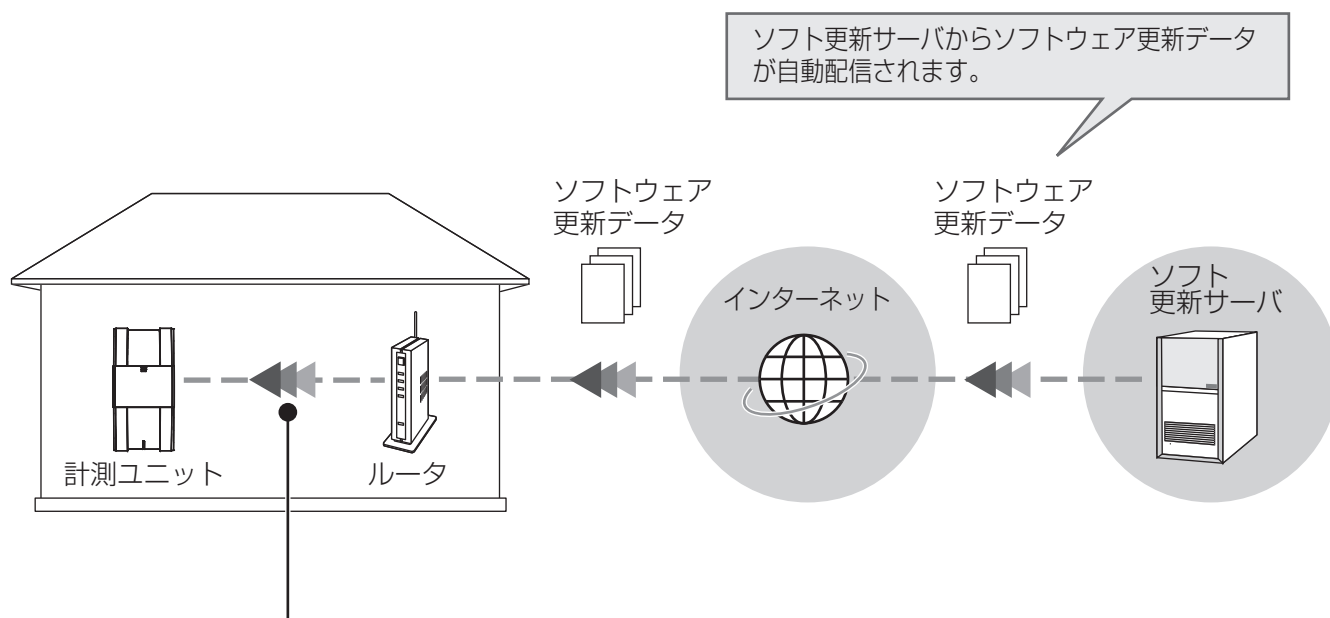 ソフト更新サーバからソフトウェア更新データ
が自動配信されます。
ソフトウェア
更新データ
ソフトウェア
更新データ
インターネット
ソフト
更新サーバ
計測ユニット
ルータ